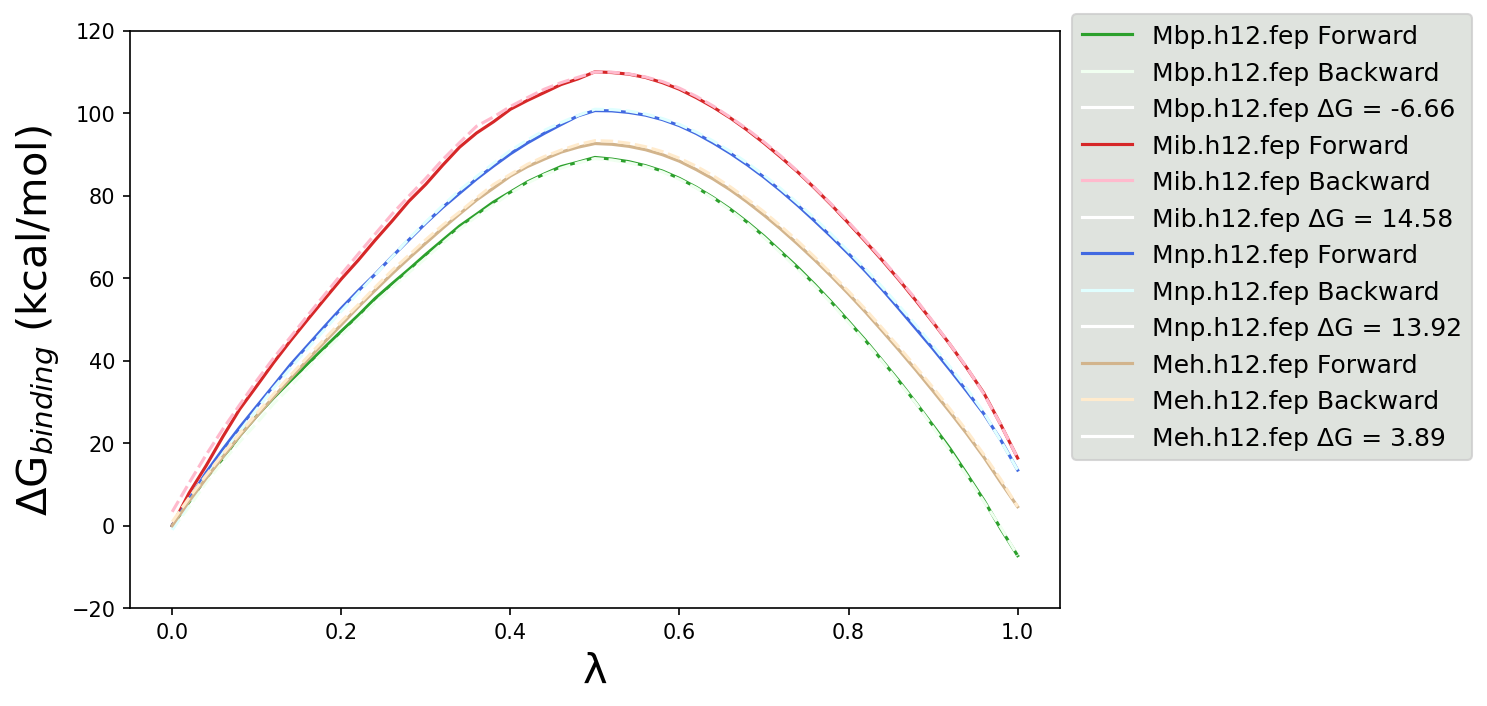 120
100
80
60
40
20
0
−20
ΔGbinding (kcal/mol)
0.0
0.2
0.4
0.6
0.8
1.0
λ
Mbp.h12.fep Forward
Mbp.h12.fep Backward
Mbp.h12.fep ΔG = -6.66
Mib.h12.fep Forward
Mib.h12.fep Backward
Mib.h12.fep ΔG = 14.58
Mnp.h12.fep Forward
Mnp.h12.fep Backward
Mnp.h12.fep ΔG = 13.92
Meh.h12.fep Forward
Meh.h12.fep Backward
Meh.h12.fep ΔG = 3.89